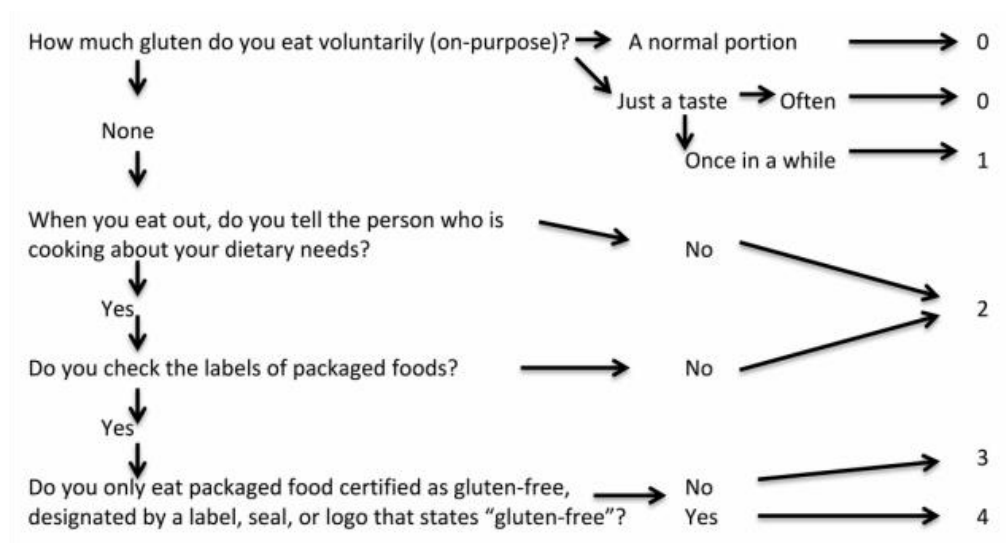 How much gluten do you eat voluntarily (on-purpose)? A normal portion 0
Just a taste Often 0
None
Once in a while 1
When you eat out, do you tell the person who is
cooking about your dietary needs?
No
Yes
2
Do you check the labels of packaged foods? No
Yes
3
Do you only eat packaged food certified as gluten-free, No
designated by a label, seal, or logo that states “gluten-free”? Yes 4